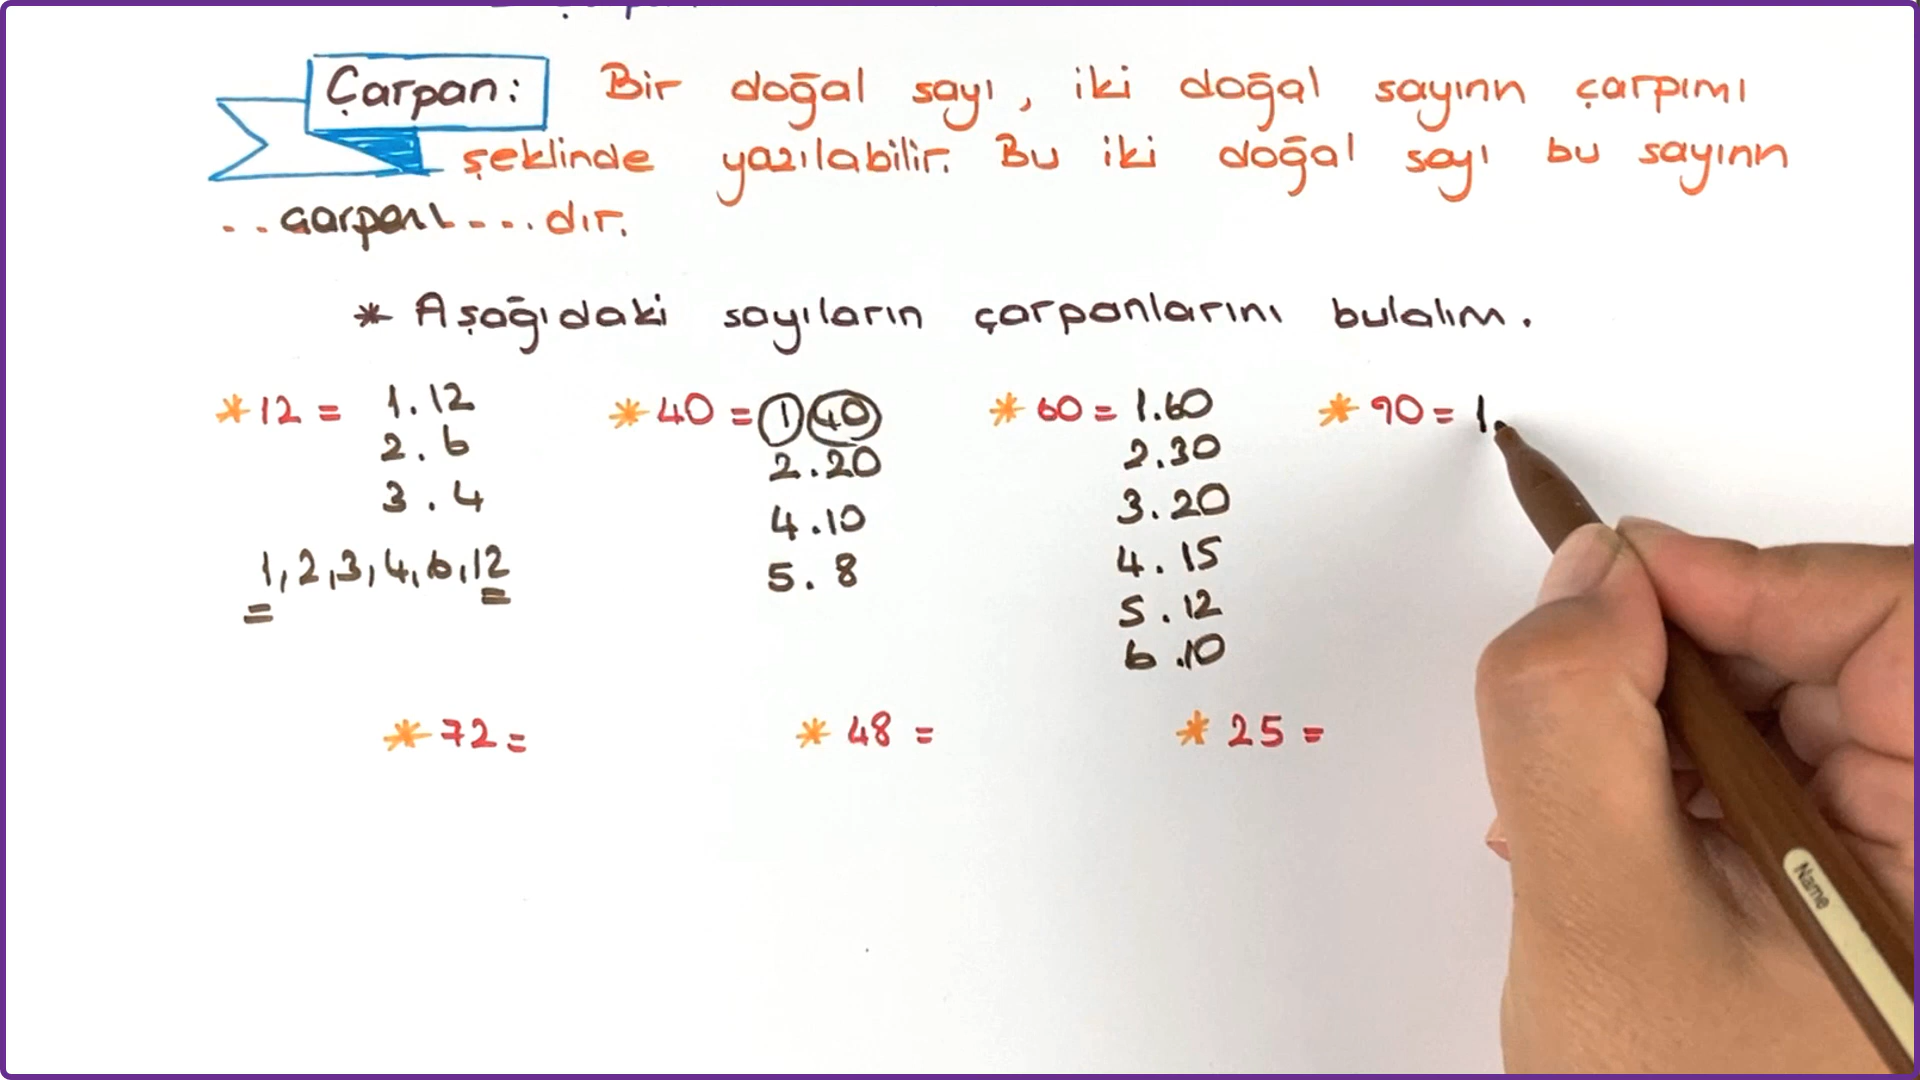 Çarpan: Bir doğal sayı, iki doğal sayının çarpımı
şeklinde yazılabilir. Bu iki doğal sayı bu sayının
..çarpanı....dır.
* Aşağıdaki sayıların çarpanlarını bulalım.
*12 = 1.12
2.6
3.4
1,2,3,4,6,12
*40 = 1 40
2.20
4.10
5.8
*60 = 1.60
2.30
3.20
4.15
5.12
6.10
*90 = 1.
*72 =
*48 =
*25 =
Name